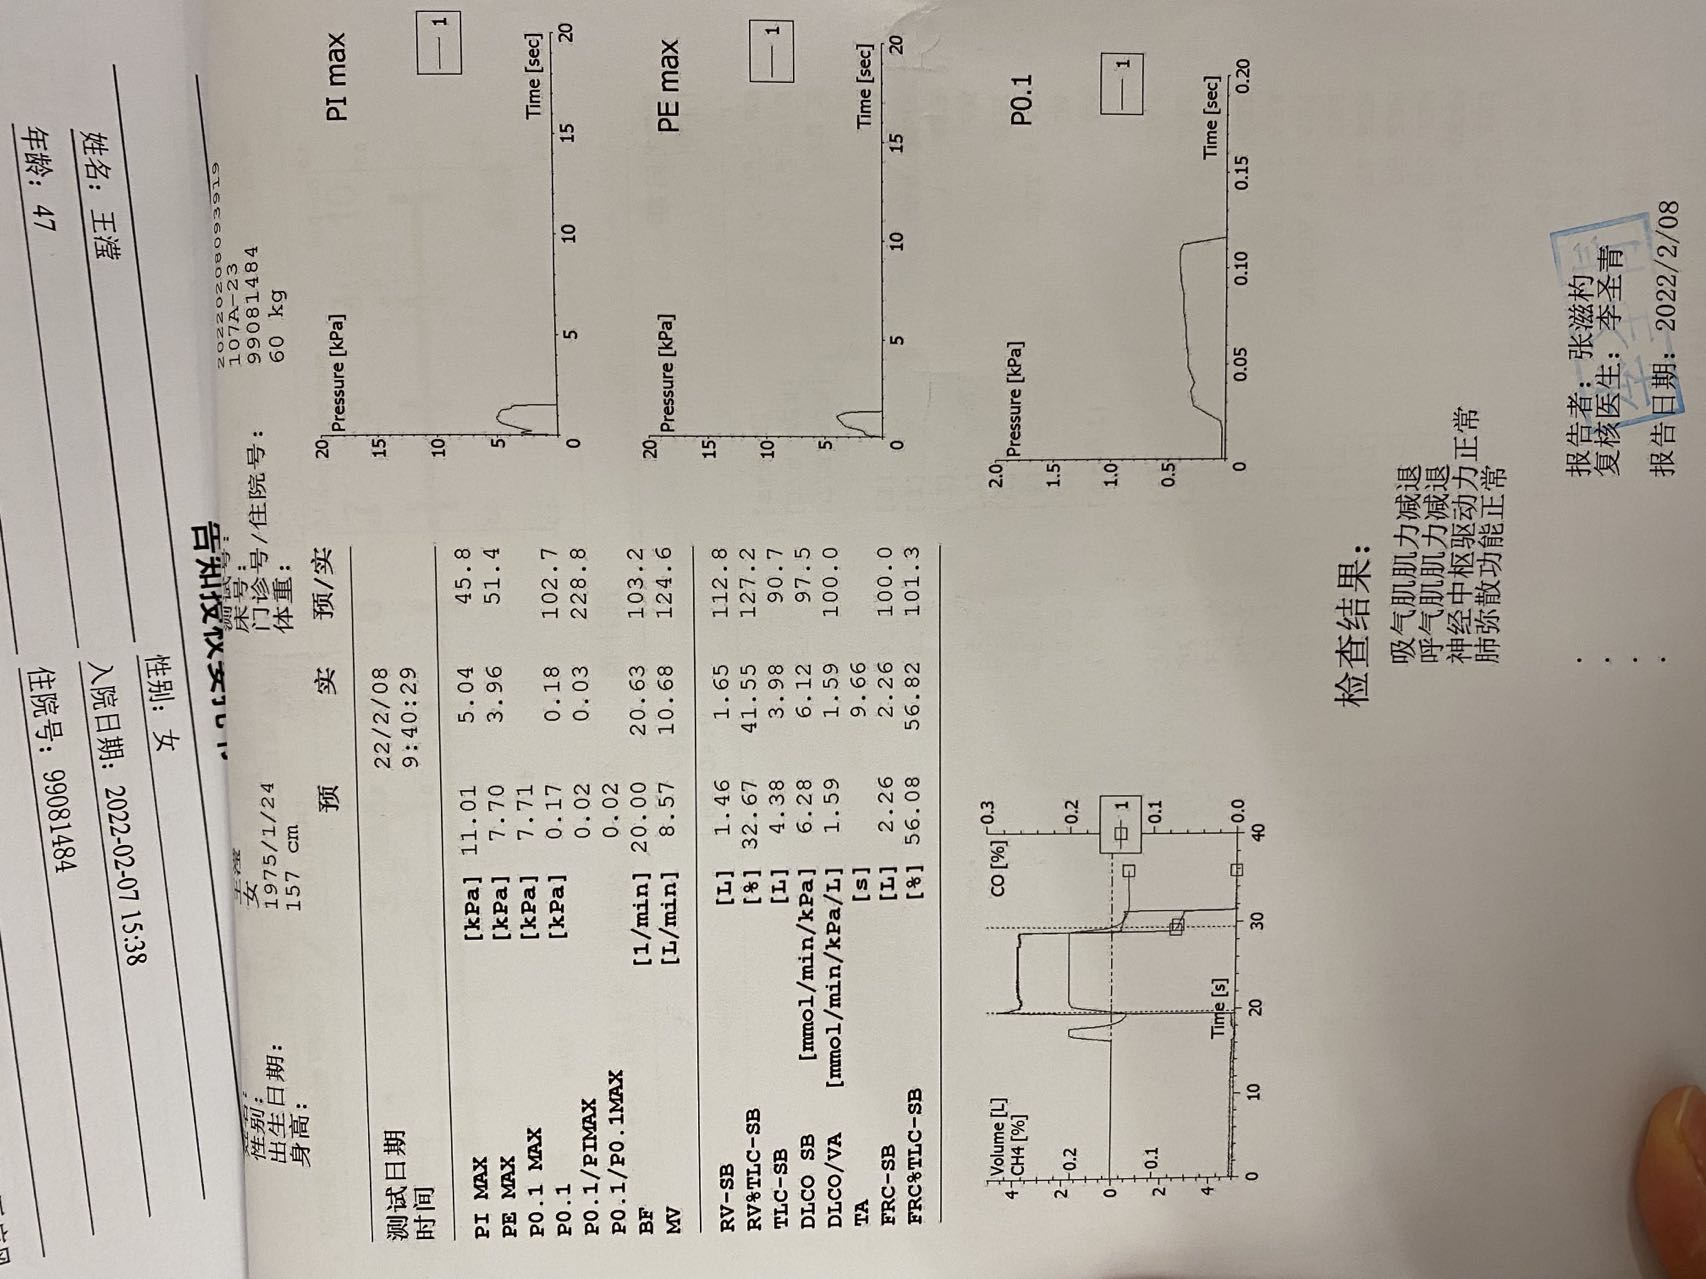 住院号：99081484
年龄：47
入院日期：2022-02-07 15:38
姓名：王滢
性别：女
测试号： 20220208093919
性别： 女 床号： 107A-23
出生日期： 1975/1/24 门诊号/住院号： 99081484
身高： 157 cm 体重： 60 kg
预 实 预/实
测试日期 22/2/08
时间 9:40:29
PI MAX [kPa] 11.01 5.04 45.8
PE MAX [kPa] 7.70 3.96 51.4
P0.1 MAX [kPa] 7.71
P0.1 [kPa] 0.17 0.18 102.7
P0.1/PIMAX 0.02 0.03 228.8
P0.1/P0.1MAX 0.02
BF [1/min] 20.00 20.63 103.2
MV [L/min] 8.57 10.68 124.6
RV-SB [L] 1.46 1.65 112.8
RV%TLC-SB [%] 32.67 41.55 127.2
TLC-SB [L] 4.38 3.98 90.7
DLCO SB [mmol/min/kPa] 6.28 6.12 97.5
DLCO/VA [mmol/min/kPa/L] 1.59 1.59 100.0
TA [s] 9.66
FRC-SB [L] 2.26 2.26 100.0
FRC%TLC-SB [%] 56.08 56.82 101.3
20 Pressure [kPa] PI max
15
10 1
5
Time [sec]
0 5 10 15 20
20 Pressure [kPa] PE max
15
10 1
5
Time [sec]
0 5 10 15 20
Volume [L] CO [%] 0.3
4 CH4 [%]
2 0.2 0.2
0 1
2 0.1 0.1
4
Time [s] 0.0
0 10 20 30 40
2.0 Pressure [kPa] P0.1
1.5
1.0 1
0.5
Time [sec]
0 0.05 0.10 0.15 0.20
检查结果：
吸气肌肌力减退
呼气肌肌力减退
神经中枢驱动力正常
肺弥散功能正常
报告者：张滋杓
复核医生：李圣青
李圣青
报告日期：2022/2/08